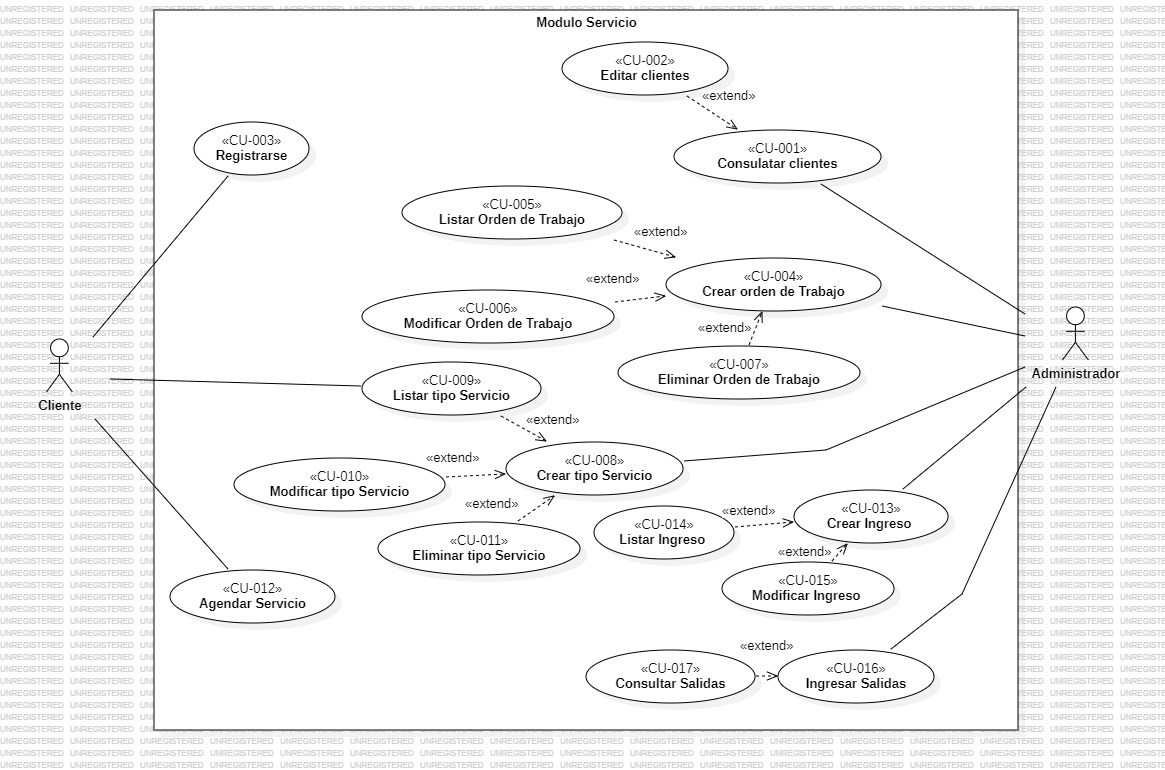 Modulo Servicio
«CU-002»
Editar clientes
«extend»
«CU-003»
Registrarse
«CU-001»
Consulatar clientes
«CU-005»
Listar Orden de Trabajo
«extend»
«CU-004»
Crear orden de Trabajo
«extend»
«CU-006»
Modificar Orden de Trabajo
«extend»
«CU-007»
Eliminar Orden de Trabajo
Administrador
Cliente
«CU-009»
Listar tipo Servicio
«extend»
«CU-008»
Crear tipo Servicio
«extend»
«CU-010»
Modificar tipo Servicio
«extend»
«CU-011»
Eliminar tipo Servicio
«CU-013»
Crear Ingreso
«extend»
«CU-014»
Listar Ingreso
«extend»
«CU-015»
Modificar Ingreso
«CU-012»
Agendar Servicio
«extend»
«CU-017»
Consultar Salidas
«CU-016»
Ingresar Salidas
UNREGISTERED